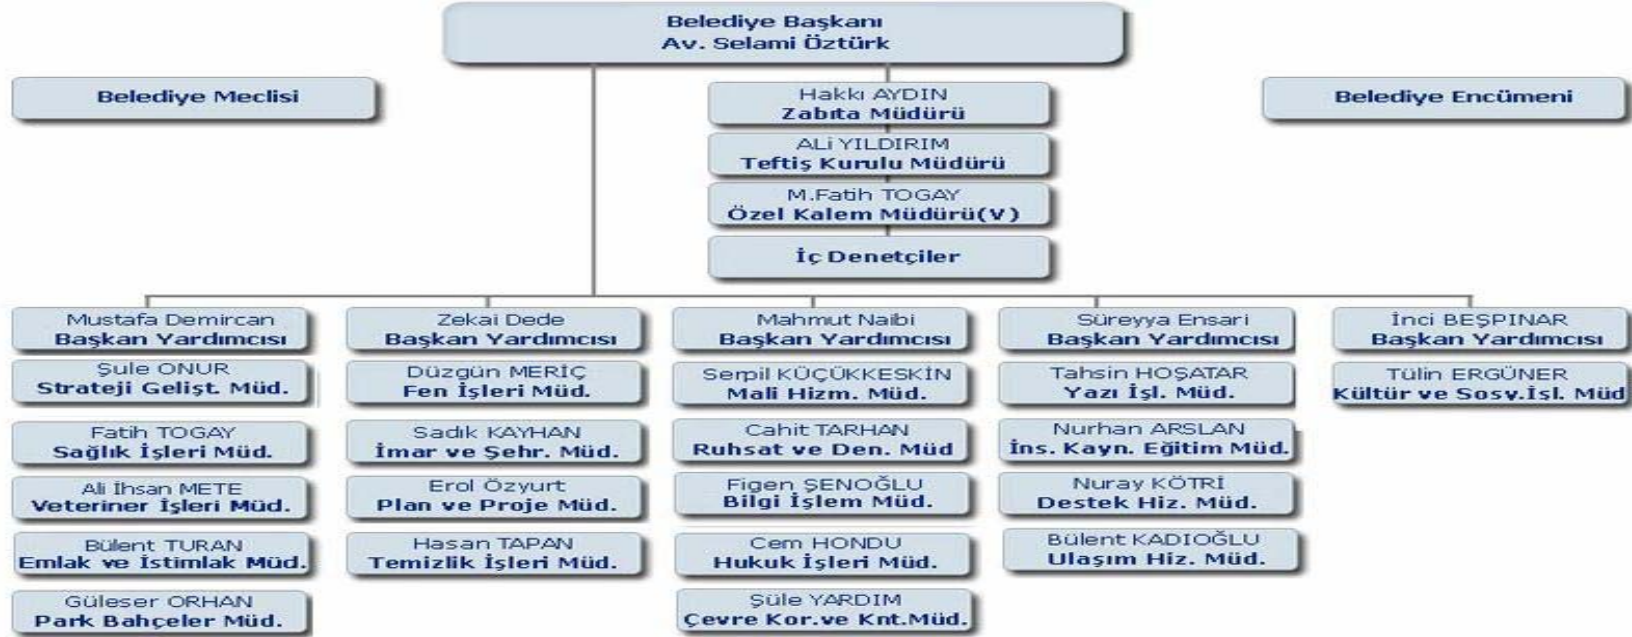 Belediye Başkanı
Av. Selami Öztürk
Belediye Meclisi
Hakkı AYDIN
Zabıta Müdürü
Belediye Encümeni
ALi YILDIRIM
Teftiş Kurulu Müdürü
M.Fatih TOGAY
Özel Kalem Müdürü(V)
İç Denetçiler
Mustafa Demircan
Başkan Yardımcısı
Şule ONUR
Strateji Gelişt. Müd.
Fatih TOGAY
Sağlık İşleri Müd.
Ali İhsan METE
Veteriner İşleri Müd.
Bülent TURAN
Emlak ve İstimlak Müd.
Güleser ORHAN
Park Bahçeler Müd.
Zekai Dede
Başkan Yardımcısı
Düzgün MERİÇ
Fen İşleri Müd.
Sadık KAYHAN
İmar ve Şehr. Müd.
Erol Özyurt
Plan ve Proje Müd.
Hasan TAPAN
Temizlik İşleri Müd.
Mahmut Naibi
Başkan Yardımcısı
Serpil KÜÇÜKKESKİN
Mali Hizm. Müd.
Cahit TARHAN
Ruhsat ve Den. Müd
Figen ŞENOĞLU
Bilgi İşlem Müd.
Cem HONDU
Hukuk İşleri Müd.
Şüle YARDIM
Çevre Kor.ve Knt.Müd.
Süreyya Ensari
Başkan Yardımcısı
Tahsin HOŞATAR
Yazı İşl. Müd.
Nurhan ARSLAN
İns. Kayn. Eğitim Müd.
Nuray KÖTRİ
Destek Hiz. Müd.
Bülent KADIOĞLU
Ulaşım Hiz. Müd.
İnci BEŞPINAR
Başkan Yardımcısı
Tülin ERGÜNER
Kültür ve Sosy.İşl. Müd